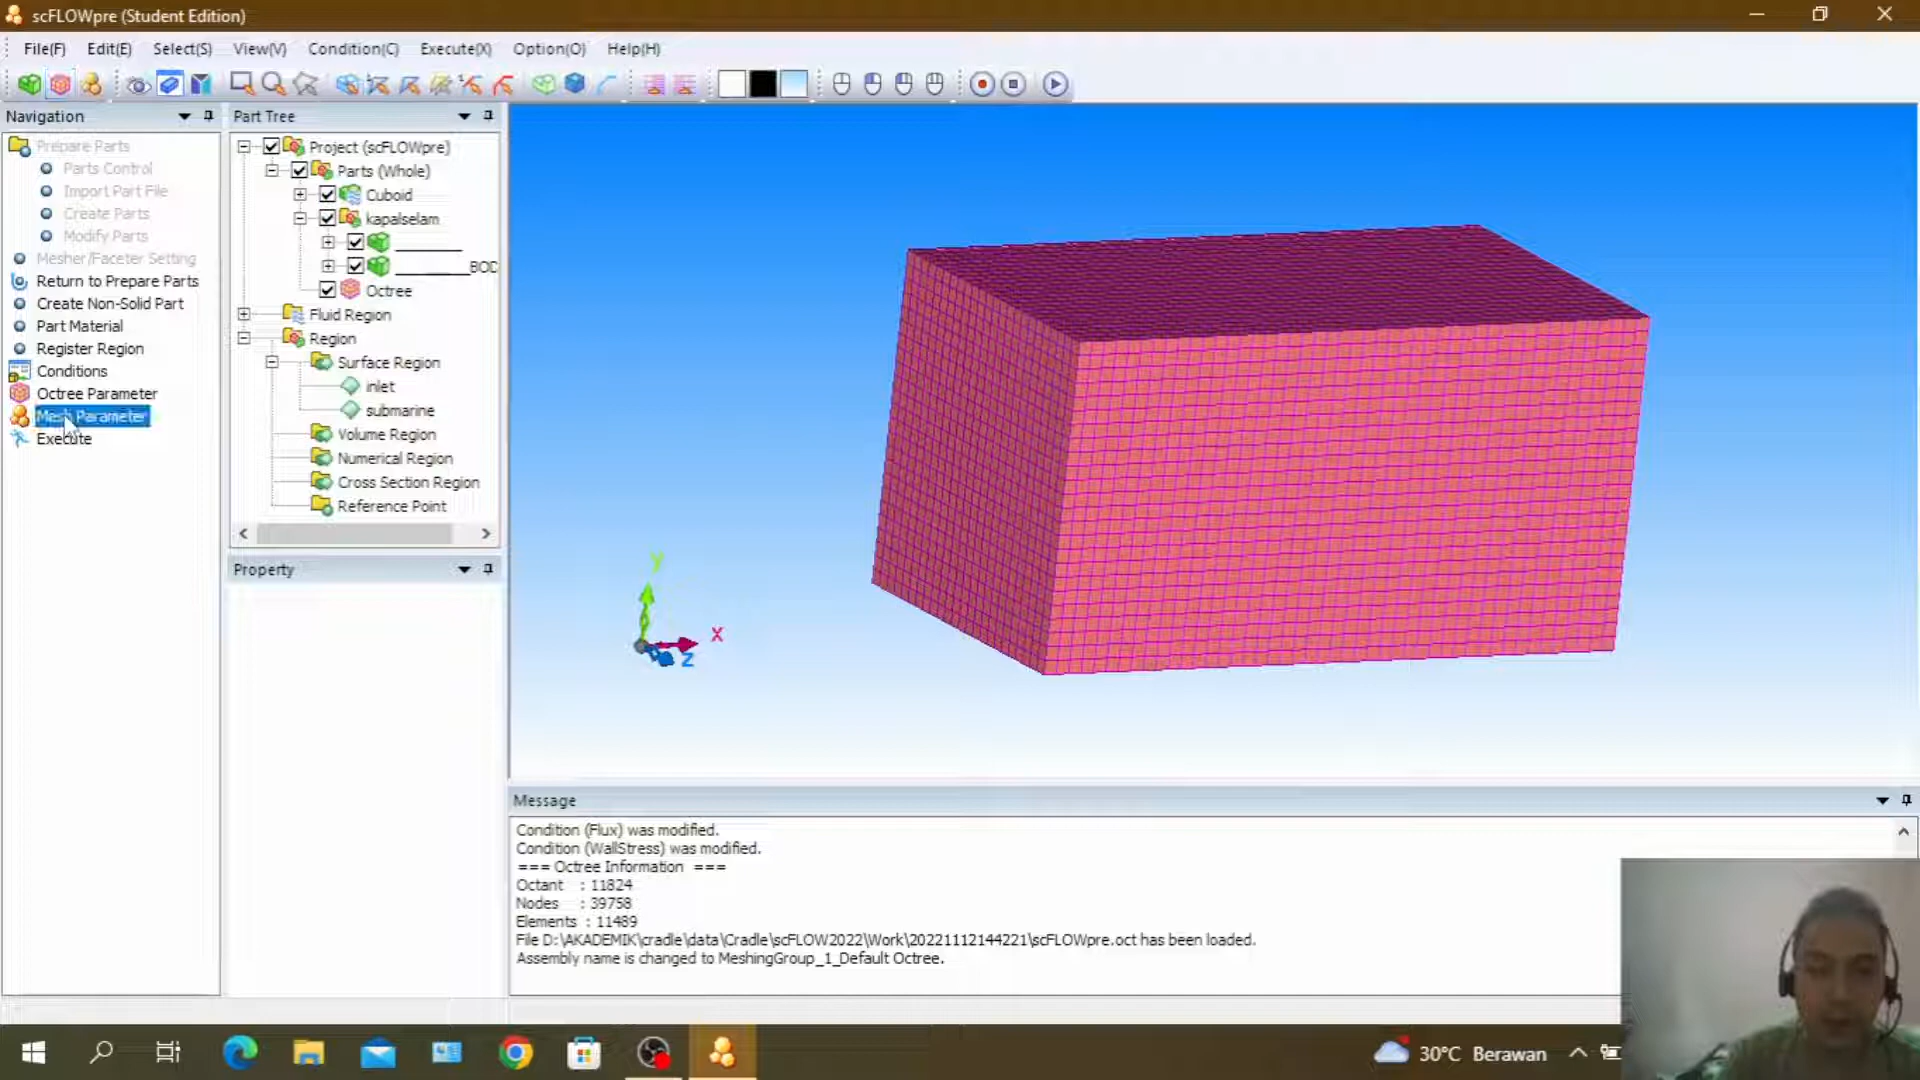 scFLOWpre (Student Edition)
File(F) Edit(E) Select(S) View(V) Condition(C) Execute(X) Option(O) Help(H)
Navigation
Prepare Parts
Parts Control
Import Part File
Create Parts
Modify Parts
Mesher/Faceter Setting
Return to Prepare Parts
Create Non-Solid Part
Part Material
Register Region
Conditions
Octree Parameter
Mesh Parameter
Execute
Part Tree
Project (scFLOWpre)
Parts (Whole)
Cuboid
kapalselam
________
_________BOD
Octree
Fluid Region
Region
Surface Region
inlet
submarine
Volume Region
Numerical Region
Cross Section Region
Reference Point
Property
Y
X
Z
Message
Condition (Flux) was modified.
Condition (WallStress) was modified.
=== Octree Information ===
Octant : 11824
Nodes : 39758
Elements : 11489
File D:\AKADEMIK\cradle\data\Cradle\scFLOW2022\Work\20221112144221\scFLOWpre.oct has been loaded.
Assembly name is changed to MeshingGroup_1_Default Octree.
30°C Berawan